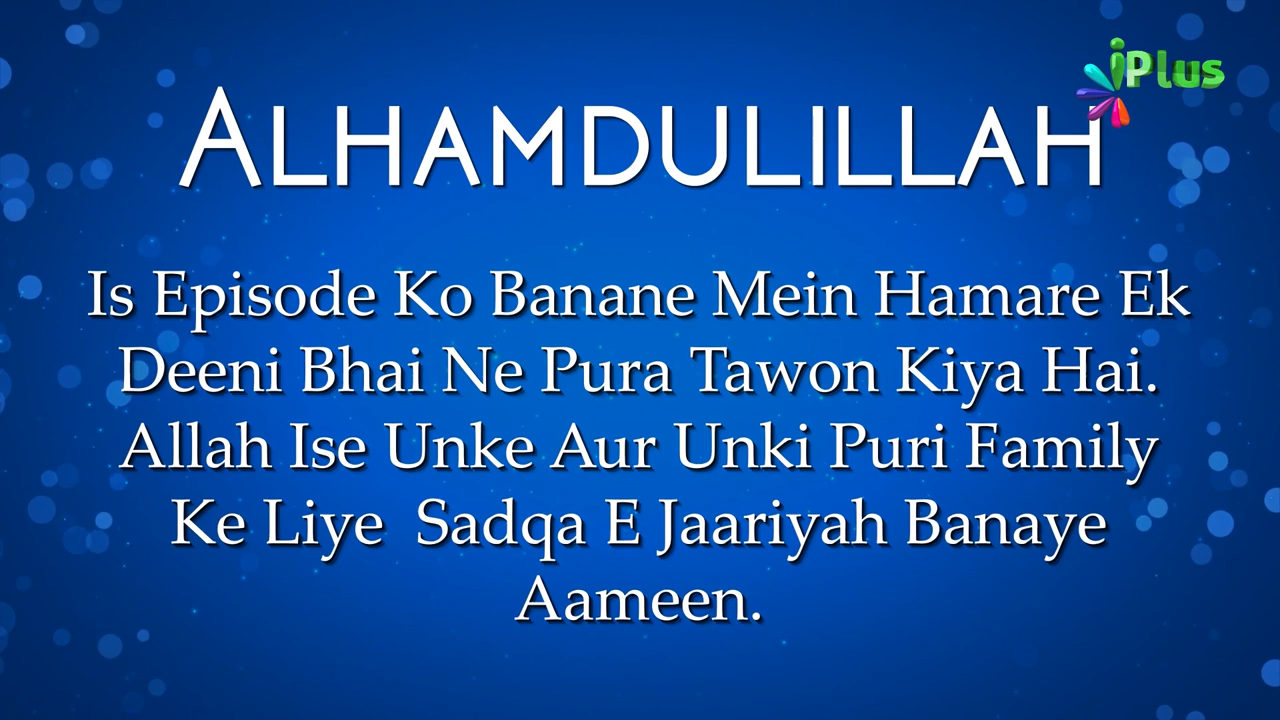 iPlus
ALHAMDULILLAH
Is Episode Ko Banane Mein Hamare Ek
Deeni Bhai Ne Pura Tawon Kiya Hai.
Allah Ise Unke Aur Unki Puri Family
Ke Liye  Sadqa E Jaariyah Banaye
Aameen.